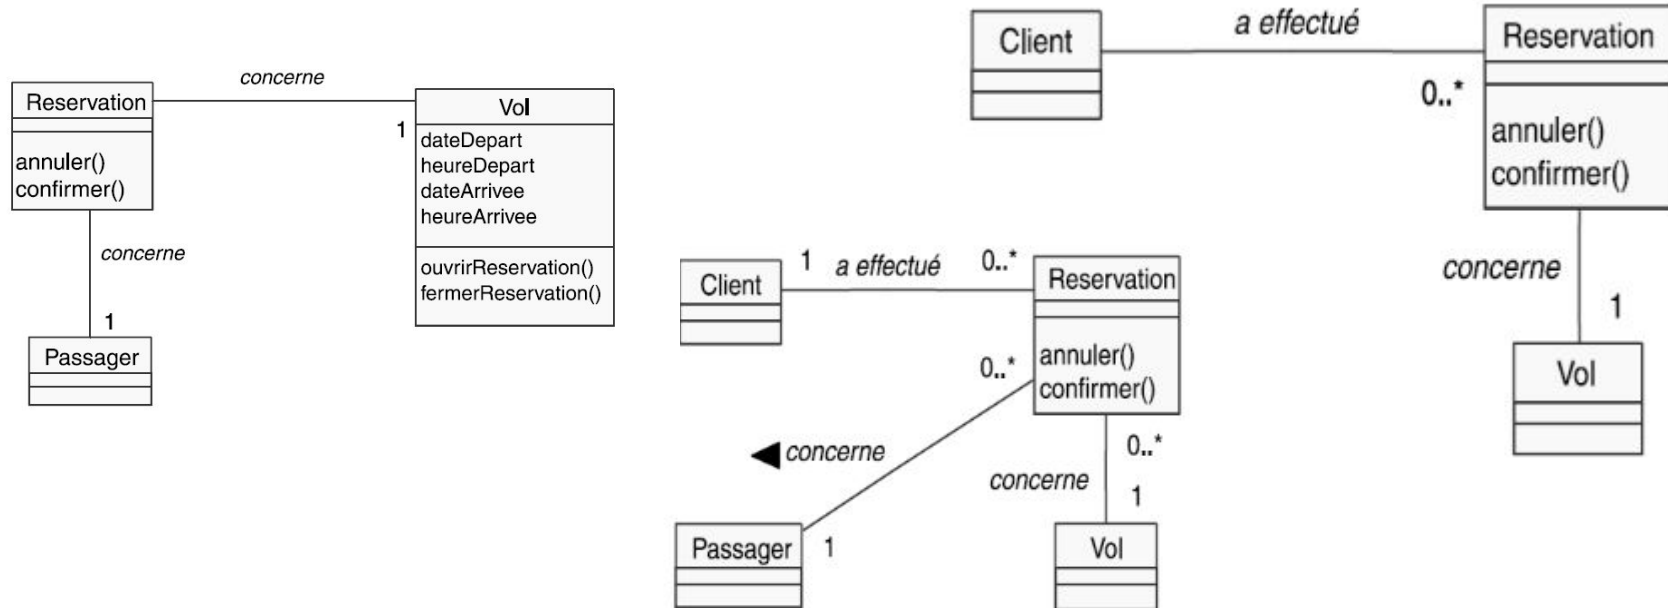 concerne
Reservation
annuler()
confirmer()
1
Vol
dateDepart
heureDepart
dateArrivee
heureArrivee
ouvrirReservation()
fermerReservation()
concerne
1
Passager
Client
a effectué
0..*
Reservation
annuler()
confirmer()
concerne
1
Vol
Client
1
a effectué
0..*
Reservation
annuler()
confirmer()
0..*
concerne
1
Passager
0..*
concerne
1
Vol